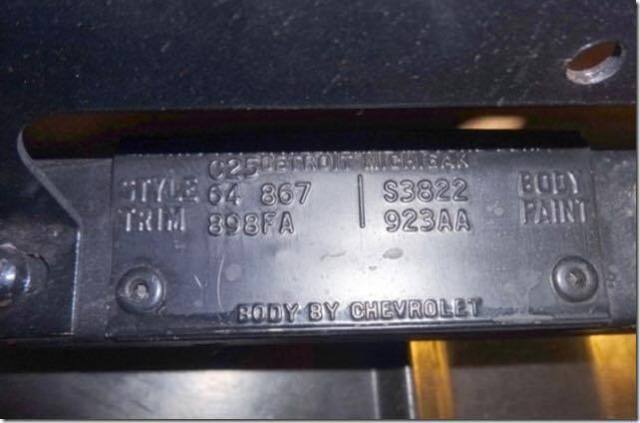 C25 DETROIT MICHIGAN
STYLE 64 867 | S3822 BODY
TRIM 898FA 923AA PAINT
BODY BY CHEVROLET